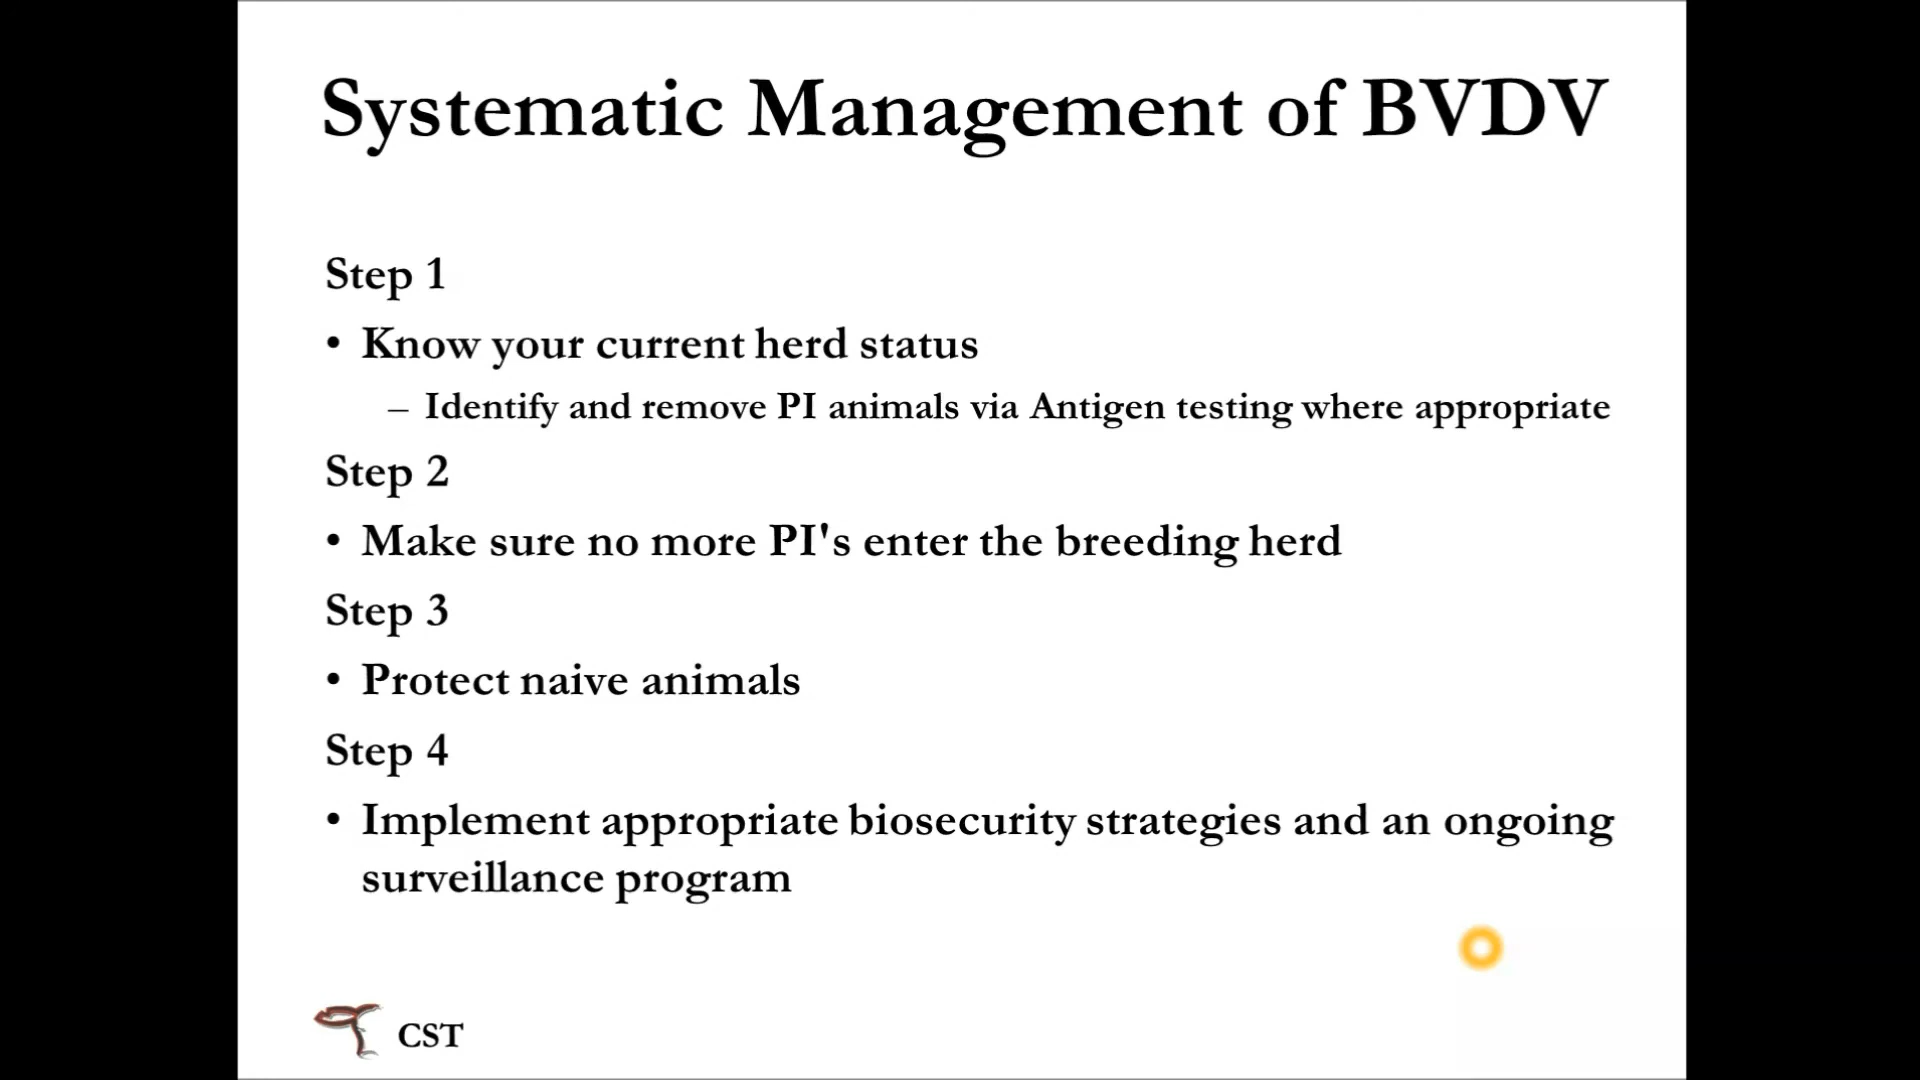 Systematic Management of BVDV
Step 1
• Know your current herd status
– Identify and remove PI animals via Antigen testing where appropriate
Step 2
• Make sure no more PI's enter the breeding herd
Step 3
• Protect naive animals
Step 4
• Implement appropriate biosecurity strategies and an ongoing
surveillance program
CST